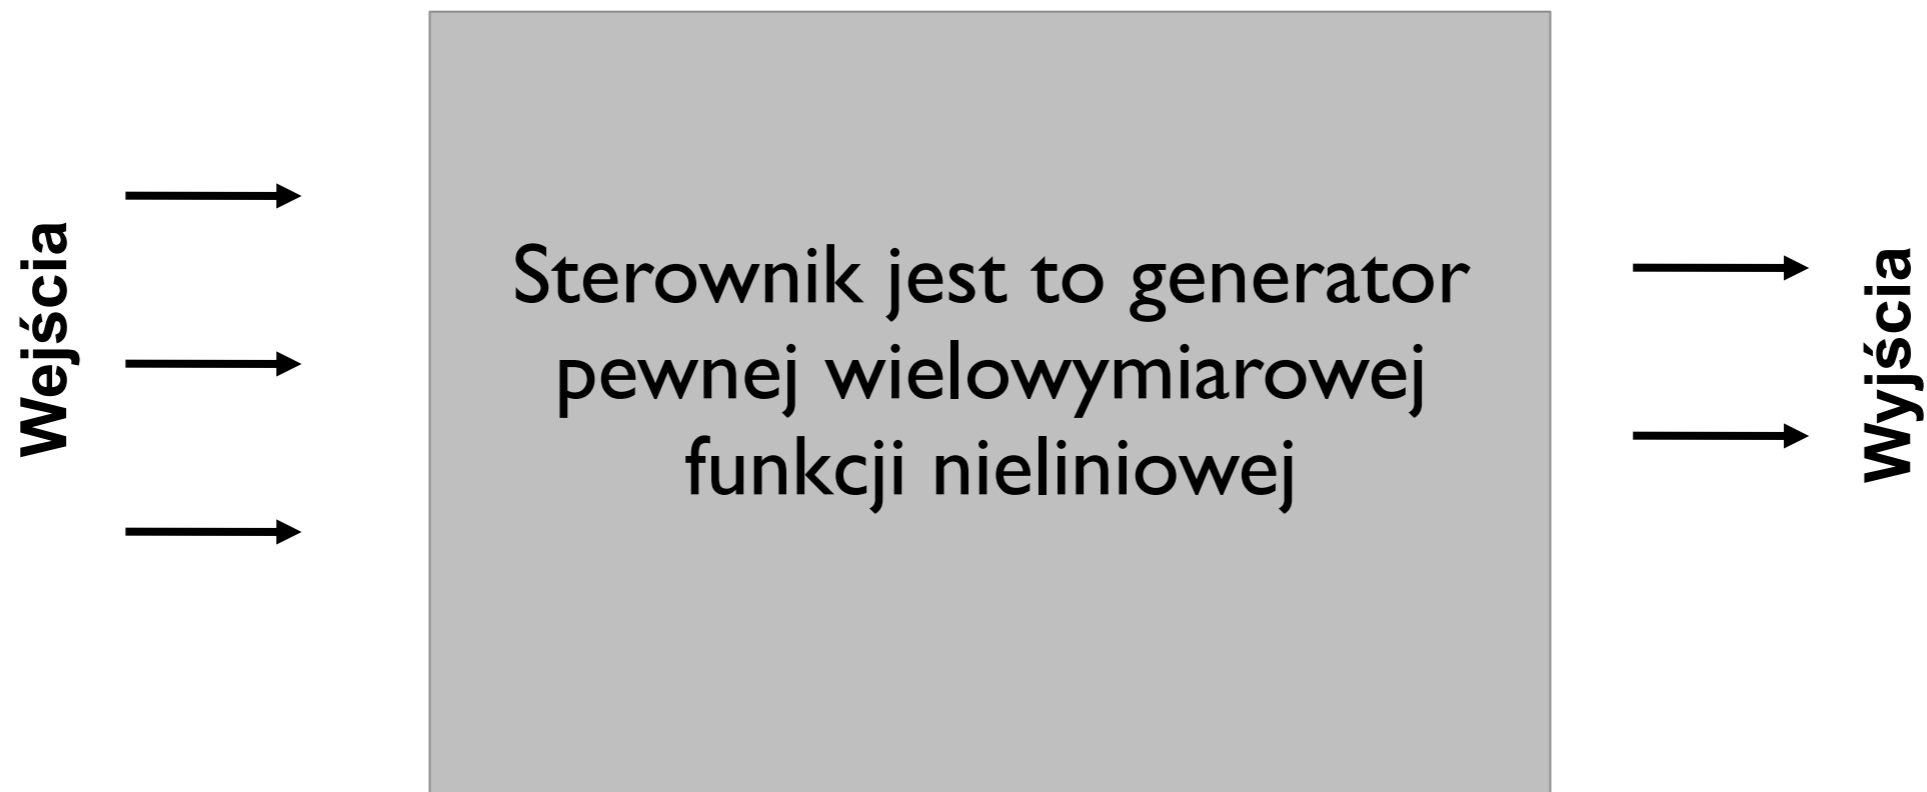 Wejścia
Sterownik jest to generator
pewnej wielowymiarowej
funkcji nieliniowej
Wyjścia